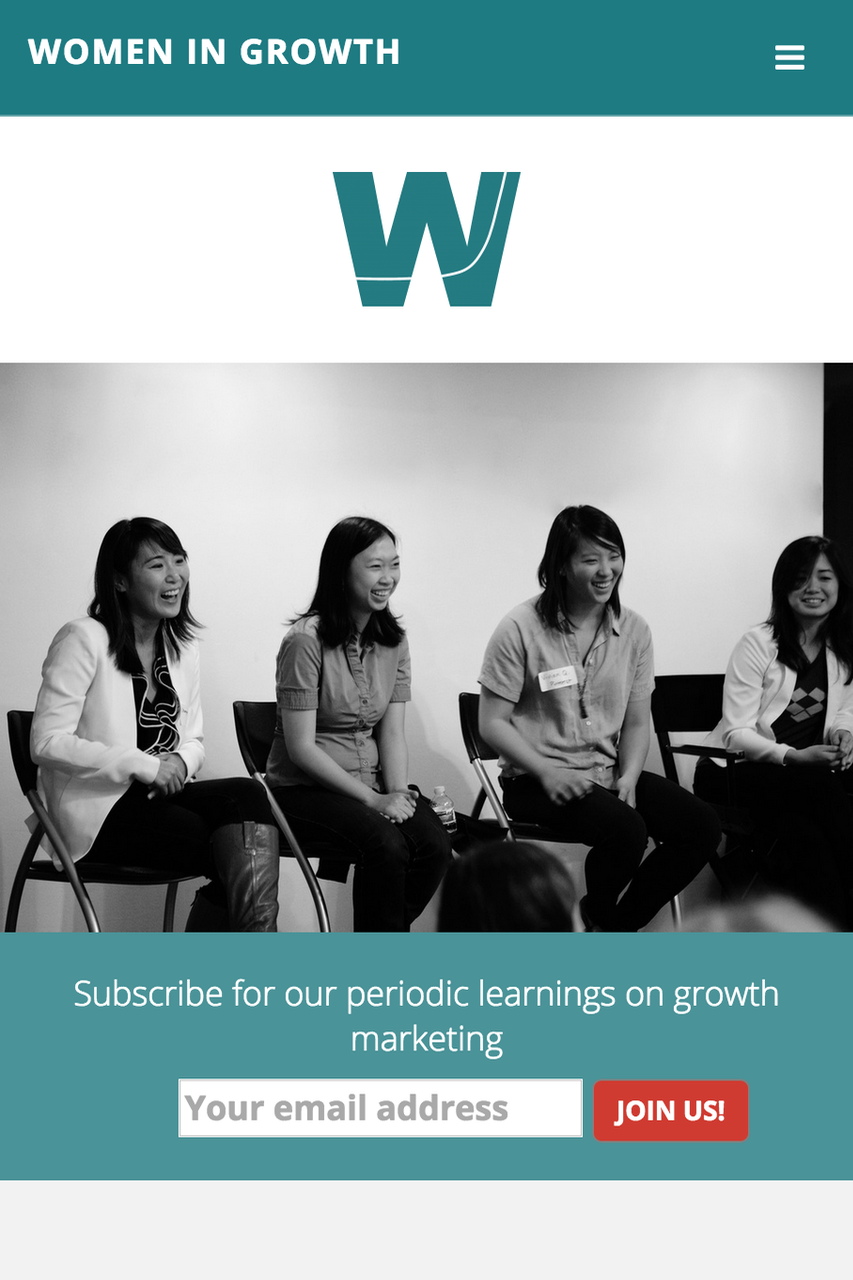 WOMEN IN GROWTH
W
Subscribe for our periodic learnings on growth
marketing
Your email address
JOIN US!